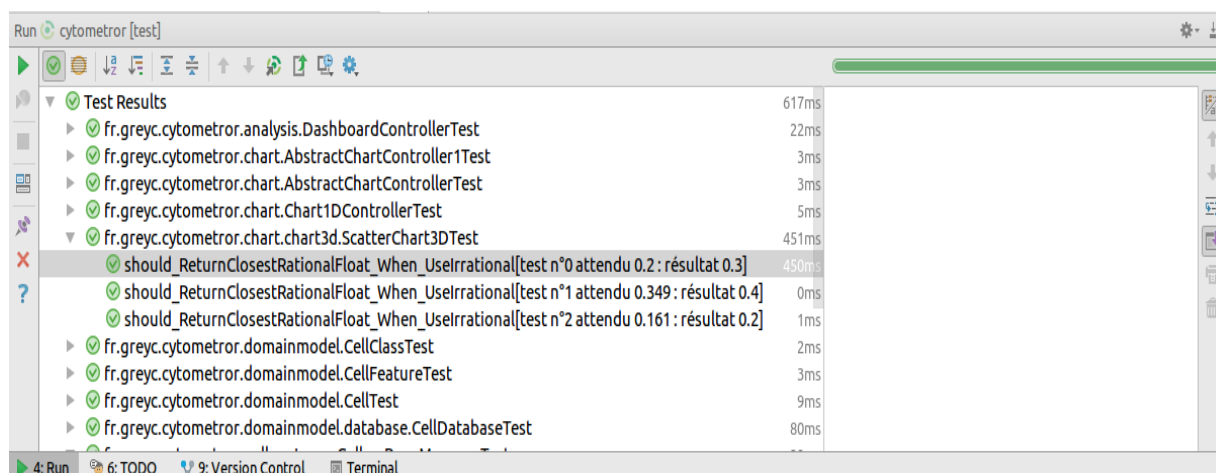 Run cytometror [test]
Test Results 617ms
fr.greyc.cytometror.analysis.DashboardControllerTest 22ms
fr.greyc.cytometror.chart.AbstractChartController1Test 3ms
fr.greyc.cytometror.chart.AbstractChartControllerTest 3ms
fr.greyc.cytometror.chart.Chart1DControllerTest 5ms
fr.greyc.cytometror.chart.chart3d.ScatterChart3DTest 451ms
should_ReturnClosestRationalFloat_When_UseIrrational[test n°0 attendu 0.2 : résultat 0.3] 450ms
should_ReturnClosestRationalFloat_When_UseIrrational[test n°1 attendu 0.349 : résultat 0.4] 0ms
should_ReturnClosestRationalFloat_When_UseIrrational[test n°2 attendu 0.161 : résultat 0.2] 1ms
fr.greyc.cytometror.domainmodel.CellClassTest 2ms
fr.greyc.cytometror.domainmodel.CellFeatureTest 3ms
fr.greyc.cytometror.domainmodel.CellTest 9ms
fr.greyc.cytometror.domainmodel.database.CellDatabaseTest 80ms
4: Run 6: TODO 9: Version Control Terminal